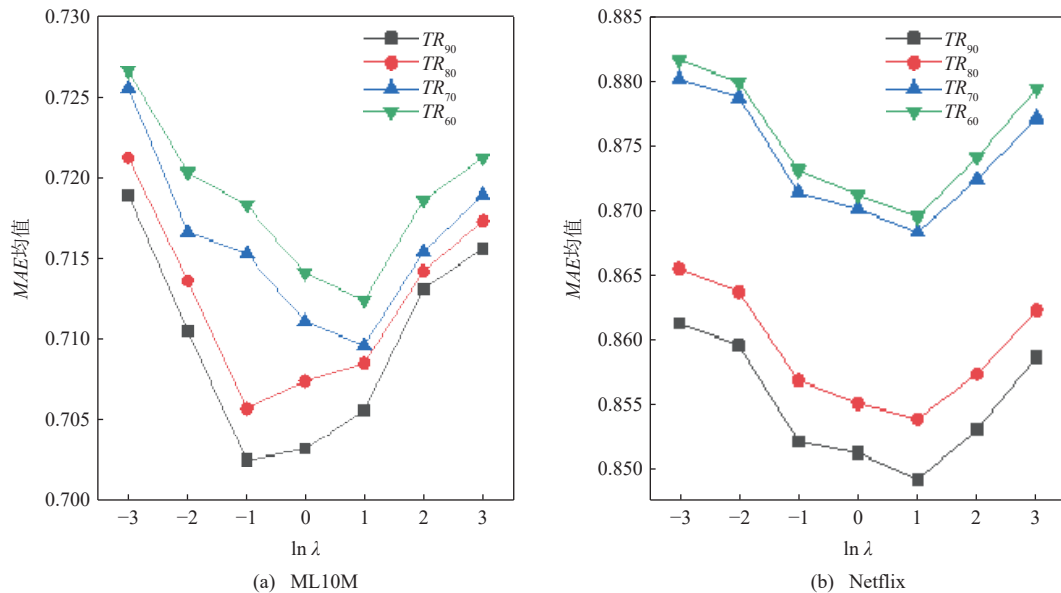 0.730
0.725
0.720
0.715
0.710
0.705
0.700
MAE均值
TR90
TR80
TR70
TR60
−3 −2 −1 0 1 2 3
ln λ
(a) ML10M
0.885
0.880
0.875
0.870
0.865
0.860
0.855
0.850
MAE均值
TR90
TR80
TR70
TR60
−3 −2 −1 0 1 2 3
ln λ
(b) Netflix